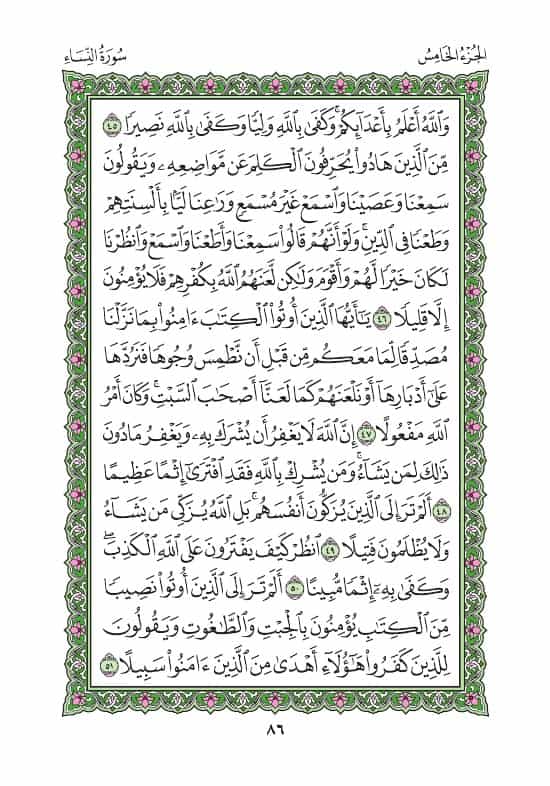 الجُزْءُ الخَامِسُ
سُورَةُ النِّسَاءِ
وَٱللَّهُ أَعْلَمُ بِأَعْدَآئِكُمْ ۚ وَكَفَىٰ بِٱللَّهِ وَلِيًّا وَكَفَىٰ بِٱللَّهِ نَصِيرًا ٤٥
مِّنَ ٱلَّذِينَ هَادُوا۟ يُحَرِّفُونَ ٱلْكَلِمَ عَن مَّوَاضِعِهِۦ وَيَقُولُونَ
سَمِعْنَا وَعَصَيْنَا وَٱسْمَعْ غَيْرَ مُسْمَعٍ وَرَٰعِنَا لَيًّۢا بِأَلْسِنَتِهِمْ
وَطَعْنًا فِى ٱلدِّينِ ۚ وَلَوْ أَنَّهُمْ قَالُوا۟ سَمِعْنَا وَأَطَعْنَا وَٱسْمَعْ وَٱنظُرْنَا
لَكَانَ خَيْرًا لَّهُمْ وَأَقْوَمَ وَلَٰكِن لَّعَنَهُمُ ٱللَّهُ بِكُفْرِهِمْ فَلَا يُؤْمِنُونَ
إِلَّا قَلِيلًا ٤٦ يَٰٓأَيُّهَا ٱلَّذِينَ أُوتُوا۟ ٱلْكِتَٰبَ ءَامِنُوا۟ بِمَا نَزَّلْنَا
مُصَدِّقًا لِّمَا مَعَكُم مِّن قَبْلِ أَن نَّطْمِسَ وُجُوهًا فَنَرُدَّهَا
عَلَىٰٓ أَدْبَارِهَآ أَوْ نَلْعَنَهُمْ كَمَا لَعَنَّآ أَصْحَٰبَ ٱلسَّبْتِ ۚ وَكَانَ أَمْرُ
ٱللَّهِ مَفْعُولًا ٤٧ إِنَّ ٱللَّهَ لَا يَغْفِرُ أَن يُشْرَكَ بِهِۦ وَيَغْفِرُ مَا دُونَ
ذَٰلِكَ لِمَن يَشَآءُ ۚ وَمَن يُشْرِكْ بِٱللَّهِ فَقَدِ ٱفْتَرَىٰٓ إِثْمًا عَظِيمًا
٤٨ أَلَمْ تَرَ إِلَى ٱلَّذِينَ يُزَكُّونَ أَنفُسَهُم ۚ بَلِ ٱللَّهُ يُزَكِّى مَن يَشَآءُ
وَلَا يُظْلَمُونَ فَتِيلًا ٤٩ ٱنظُرْ كَيْفَ يَفْتَرُونَ عَلَى ٱللَّهِ ٱلْكَذِبَ ۖ
وَكَفَىٰ بِهِۦٓ إِثْمًا مُّبِينًا ٥٠ أَلَمْ تَرَ إِلَى ٱلَّذِينَ أُوتُوا۟ نَصِيبًا
مِّنَ ٱلْكِتَٰبِ يُؤْمِنُونَ بِٱلْجِبْتِ وَٱلطَّٰغُوتِ وَيَقُولُونَ
لِلَّذِينَ كَفَرُوا۟ هَٰٓؤُلَآءِ أَهْدَىٰ مِنَ ٱلَّذِينَ ءَامَنُوا۟ سَبِيلًا ٥١
٨٦